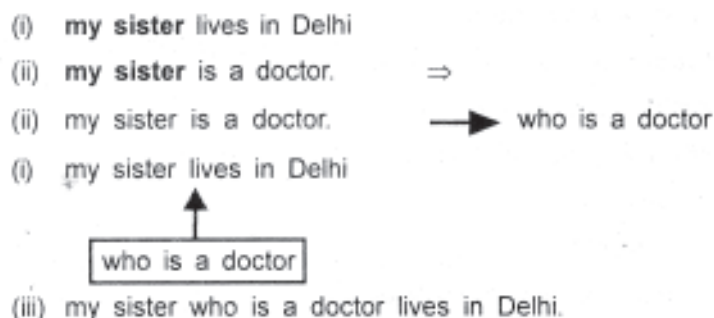 (i) my sister lives in Delhi
(ii) my sister is a doctor. ⇒
(ii) my sister is a doctor. → who is a doctor
(i) my sister lives in Delhi
who is a doctor
(iii) my sister who is a doctor lives in Delhi.